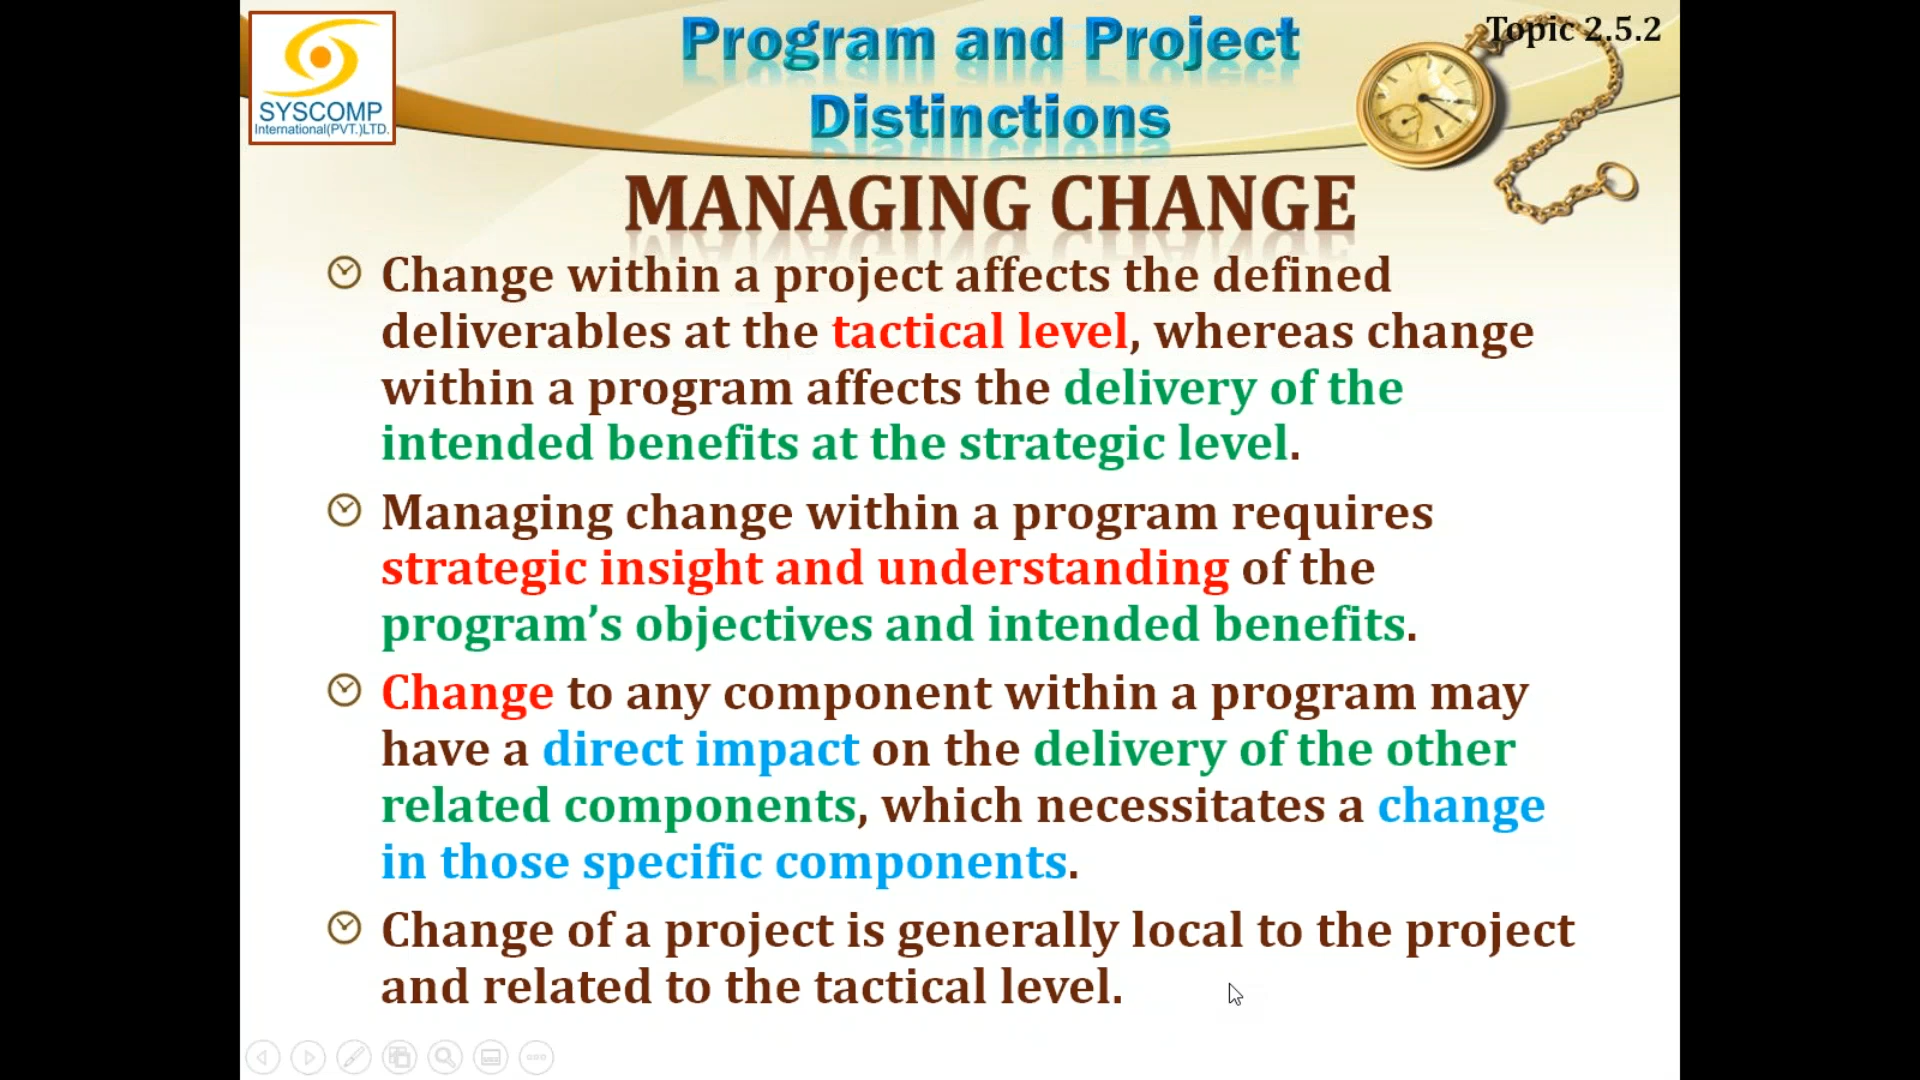 Topic 2.5.2
Program and Project
Distinctions
SYSCOMP
International(PVT.)LTD.
MANAGING CHANGE
Change within a project affects the defined
deliverables at the tactical level, whereas change
within a program affects the delivery of the
intended benefits at the strategic level.
Managing change within a program requires
strategic insight and understanding of the
program’s objectives and intended benefits.
Change to any component within a program may
have a direct impact on the delivery of the other
related components, which necessitates a change
in those specific components.
Change of a project is generally local to the project
and related to the tactical level.